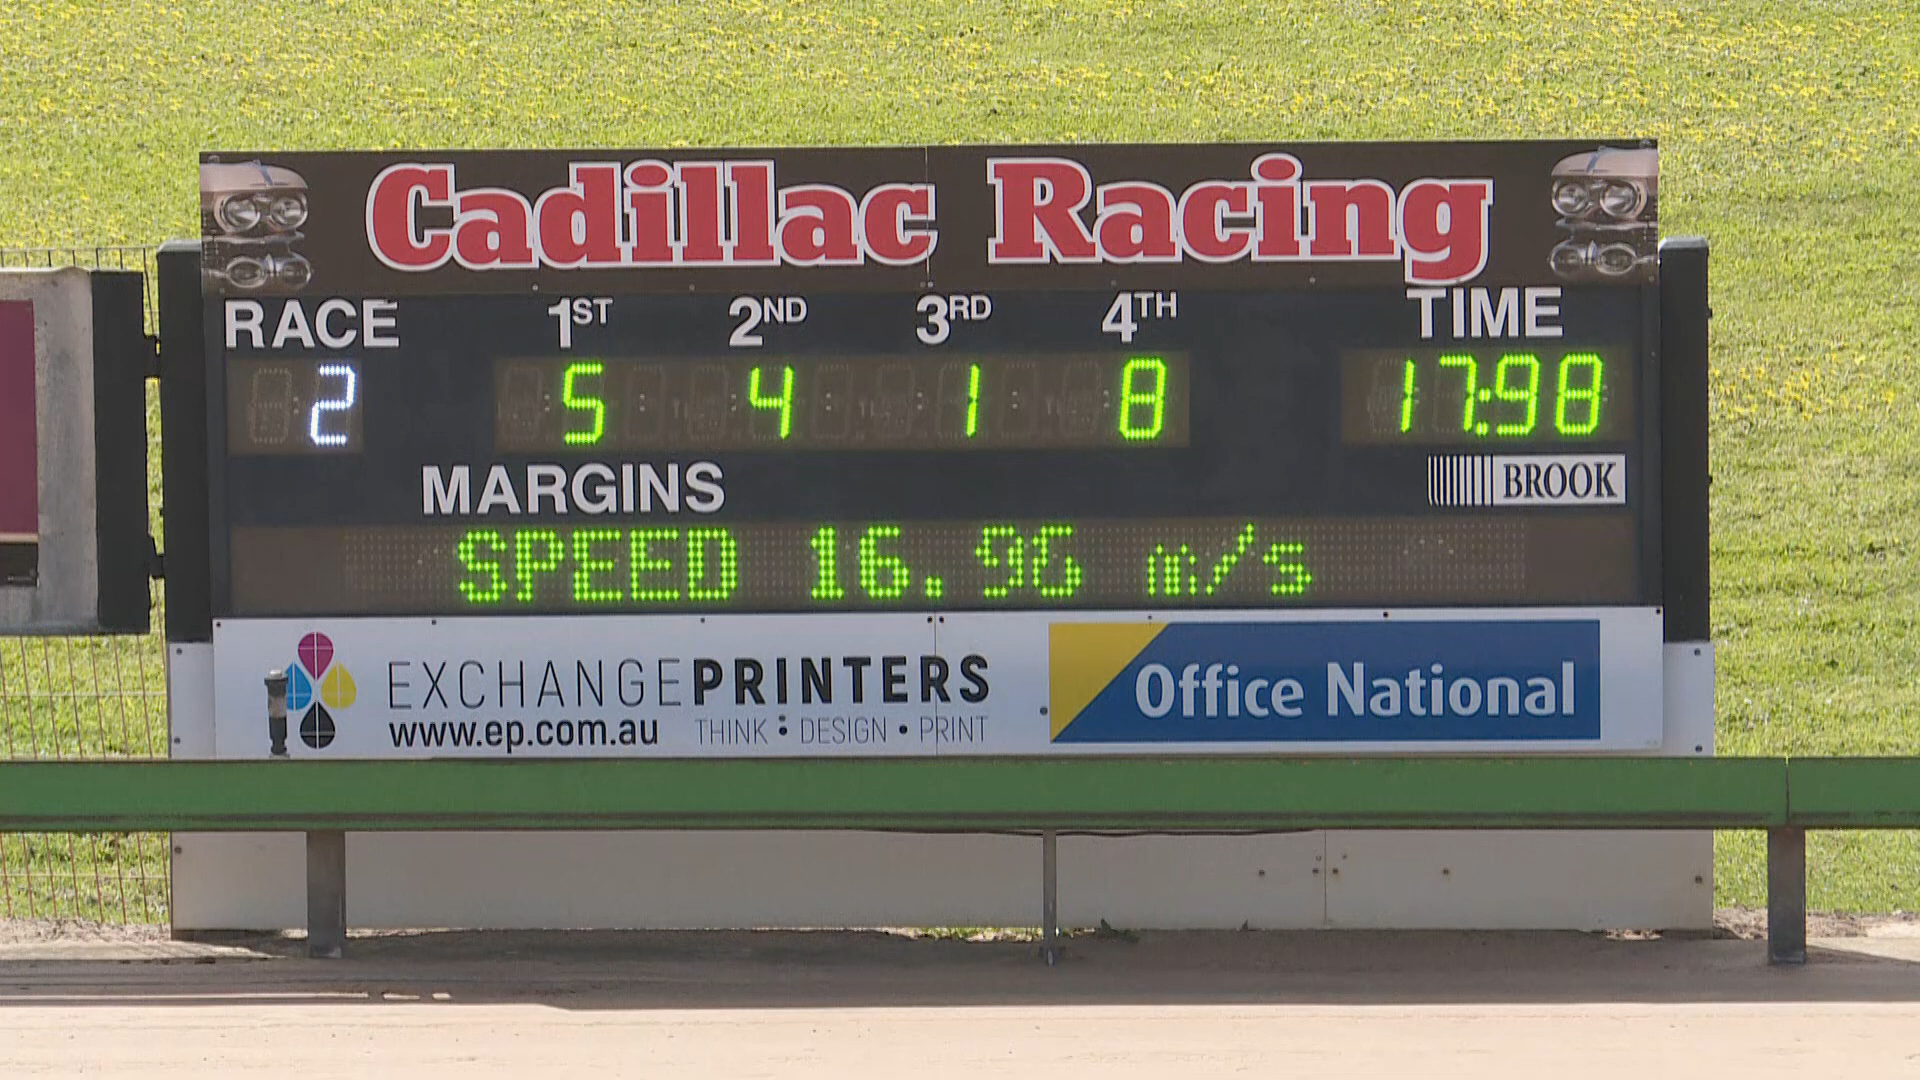 Cadillac Racing
RACE 1ST 2ND 3RD 4TH TIME
2 5 4 1 8 17:98
MARGINS
BROOK
SPEED 16.96 m/s
EXCHANGEPRINTERS
www.ep.com.au THINK • DESIGN • PRINT
Office National